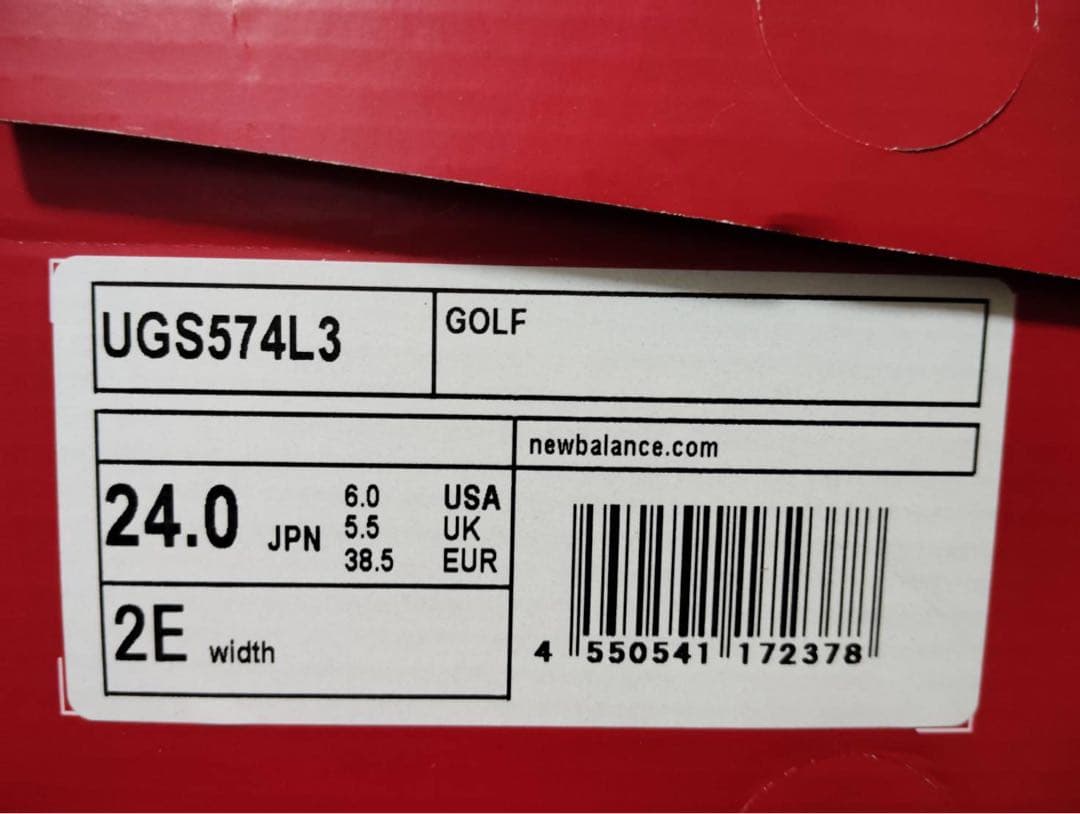 UGS574L3
GOLF
newbalance.com
24.0 JPN
6.0 USA
5.5 UK
38.5 EUR
2E width
4 550541 172378